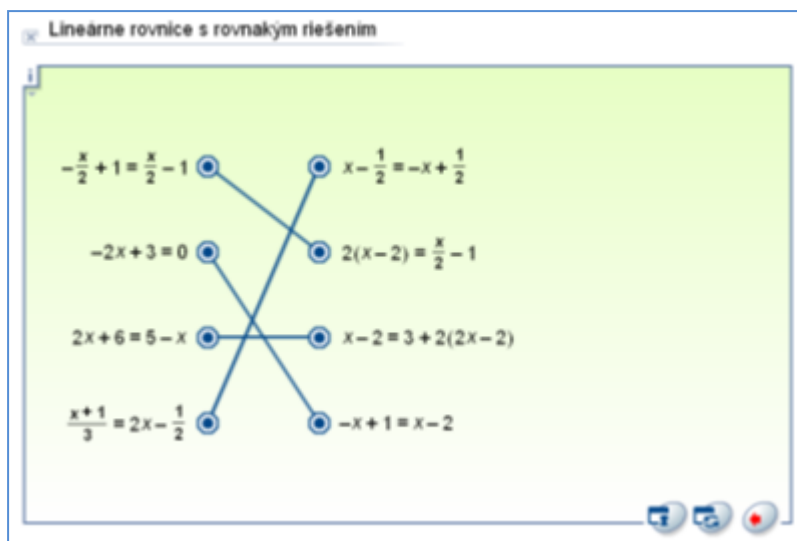 Lineárne rovnice s rovnakým riešením
i
-x/2 + 1 = x/2 - 1
x - 1/2 = -x + 1/2
-2x + 3 = 0
2(x - 2) = x/2 - 1
2x + 6 = 5 - x
x - 2 = 3 + 2(2x - 2)
(x + 1)/3 = 2x - 1/2
-x + 1 = x - 2